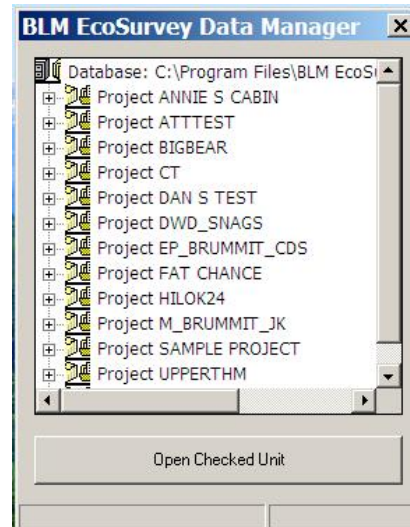 BLM EcoSurvey Data Manager
Database: C:\Program Files\BLM EcoS
Project ANNIE S CABIN
Project ATTTEST
Project BIGBEAR
Project CT
Project DAN S TEST
Project DWD_SNAGS
Project EP_BRUMMIT_CDS
Project FAT CHANCE
Project HILOK24
Project M_BRUMMIT_JK
Project SAMPLE PROJECT
Project UPPERTHM
Open Checked Unit